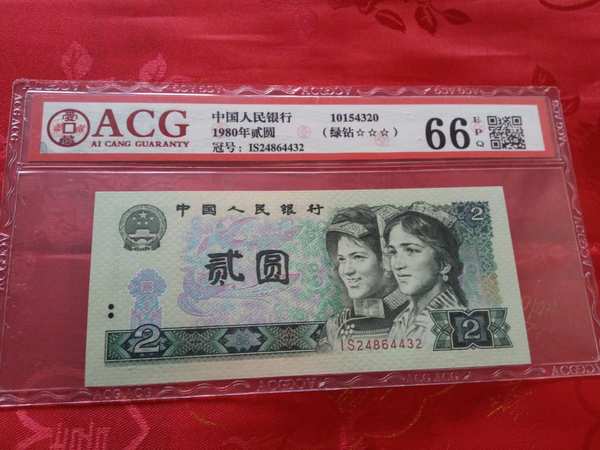 ACG
AI CANG GUARANTY
中国人民银行
1980年贰圆
冠号：IS24864432
10154320
（绿钻☆☆☆）
66 EPQ
中国人民银行
贰圆
2
2
2
IS24864432